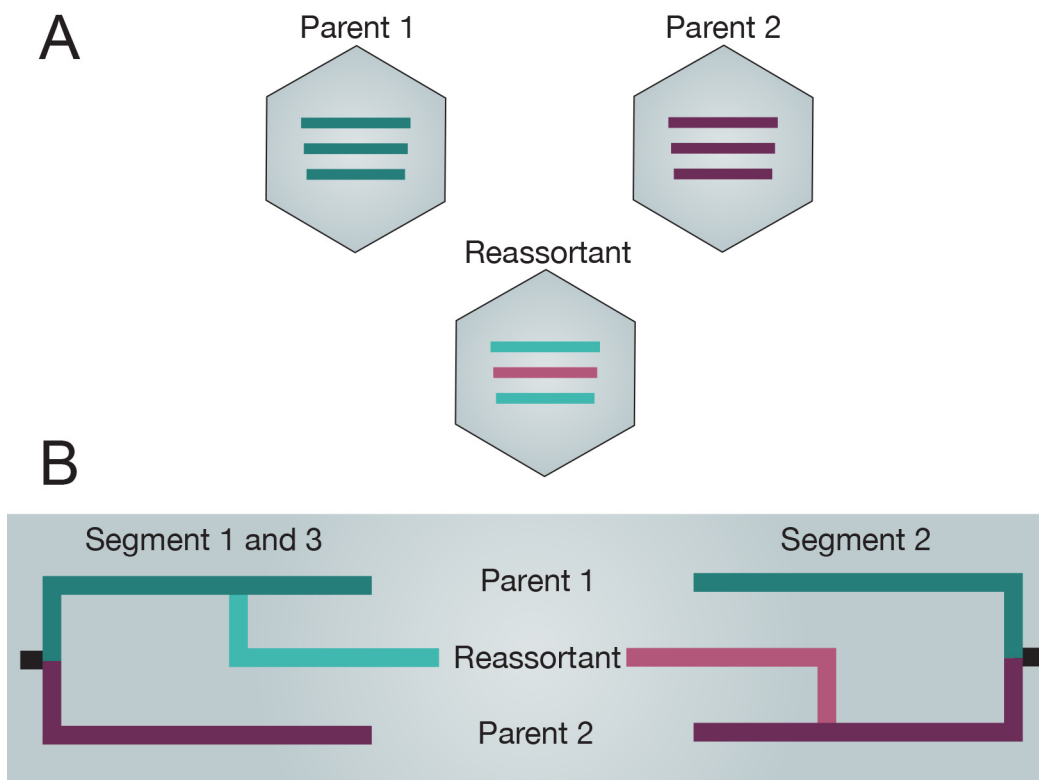 A
Parent 1
Parent 2
Reassortant
B
Segment 1 and 3
Segment 2
Parent 1
Reassortant
Parent 2